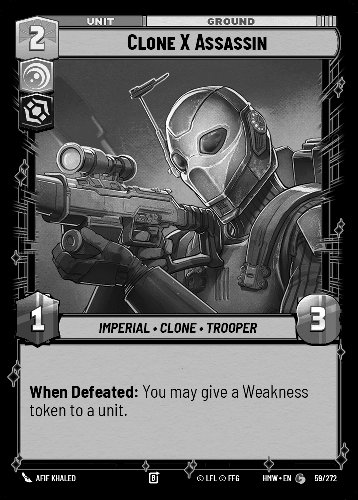 UNIT
GROUND
2
CLONE X ASSASSIN
1
IMPERIAL • CLONE • TROOPER
3
When Defeated: You may give a Weakness
token to a unit.
AFIF KHALED
© LFL © FFG
HMW • EN
59/272